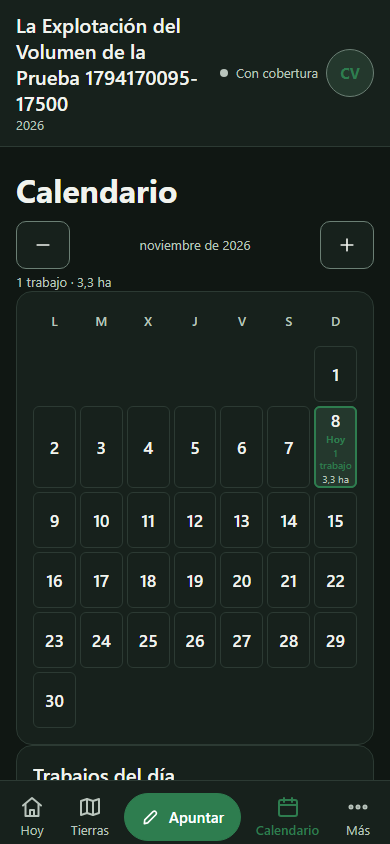 La Explotación del
Volumen de la
Prueba 1794170095-
17500
2026
Con cobertura
CV
Calendario
noviembre de 2026
1 trabajo · 3,3 ha
L M X J V S D
1
2 3 4 5 6 7 8
Hoy
1
trabajo
3,3 ha
9 10 11 12 13 14 15
16 17 18 19 20 21 22
23 24 25 26 27 28 29
30
Trabajos del día
Hoy Tierras Apuntar Calendario Más